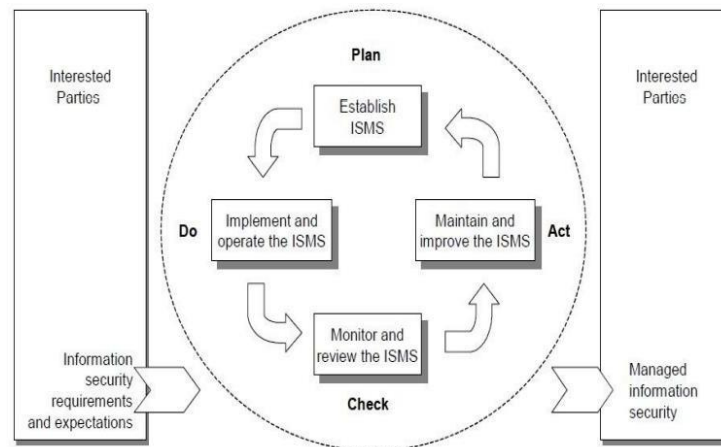 Interested
Parties
Information
security
requirements
and expectations
Plan
Establish
ISMS
Do
Implement and
operate the ISMS
Maintain and
improve the ISMS
Act
Monitor and
review the ISMS
Check
Interested
Parties
Managed
information
security